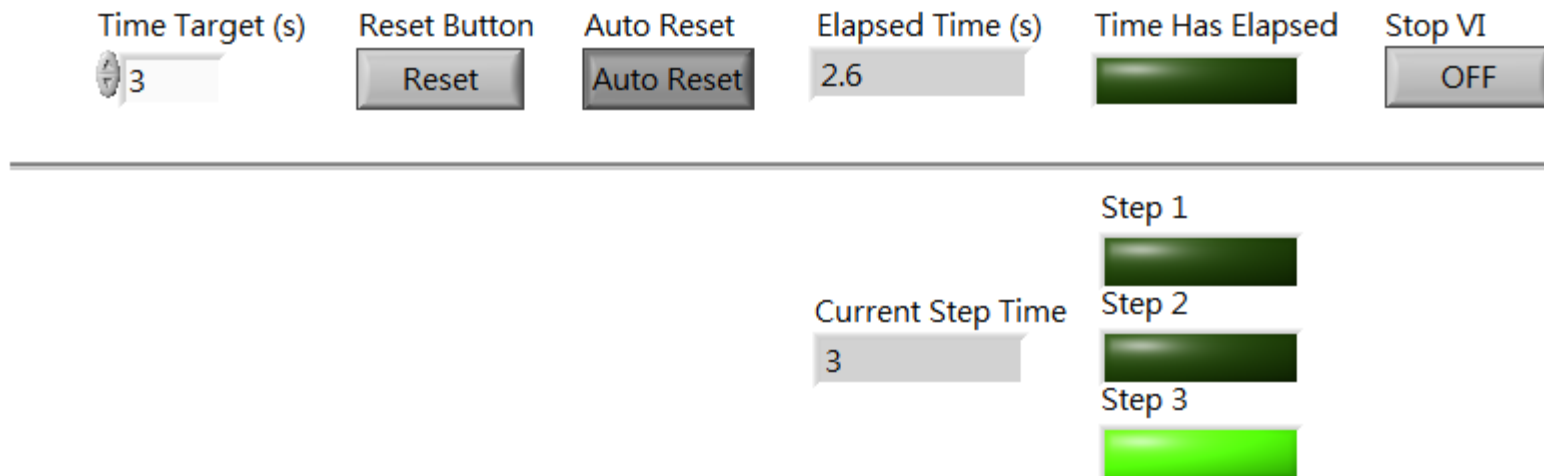 Time Target (s) Reset Button Auto Reset Elapsed Time (s) Time Has Elapsed Stop VI
3 Reset Auto Reset 2.6 OFF
Step 1
Current Step Time Step 2
3
Step 3